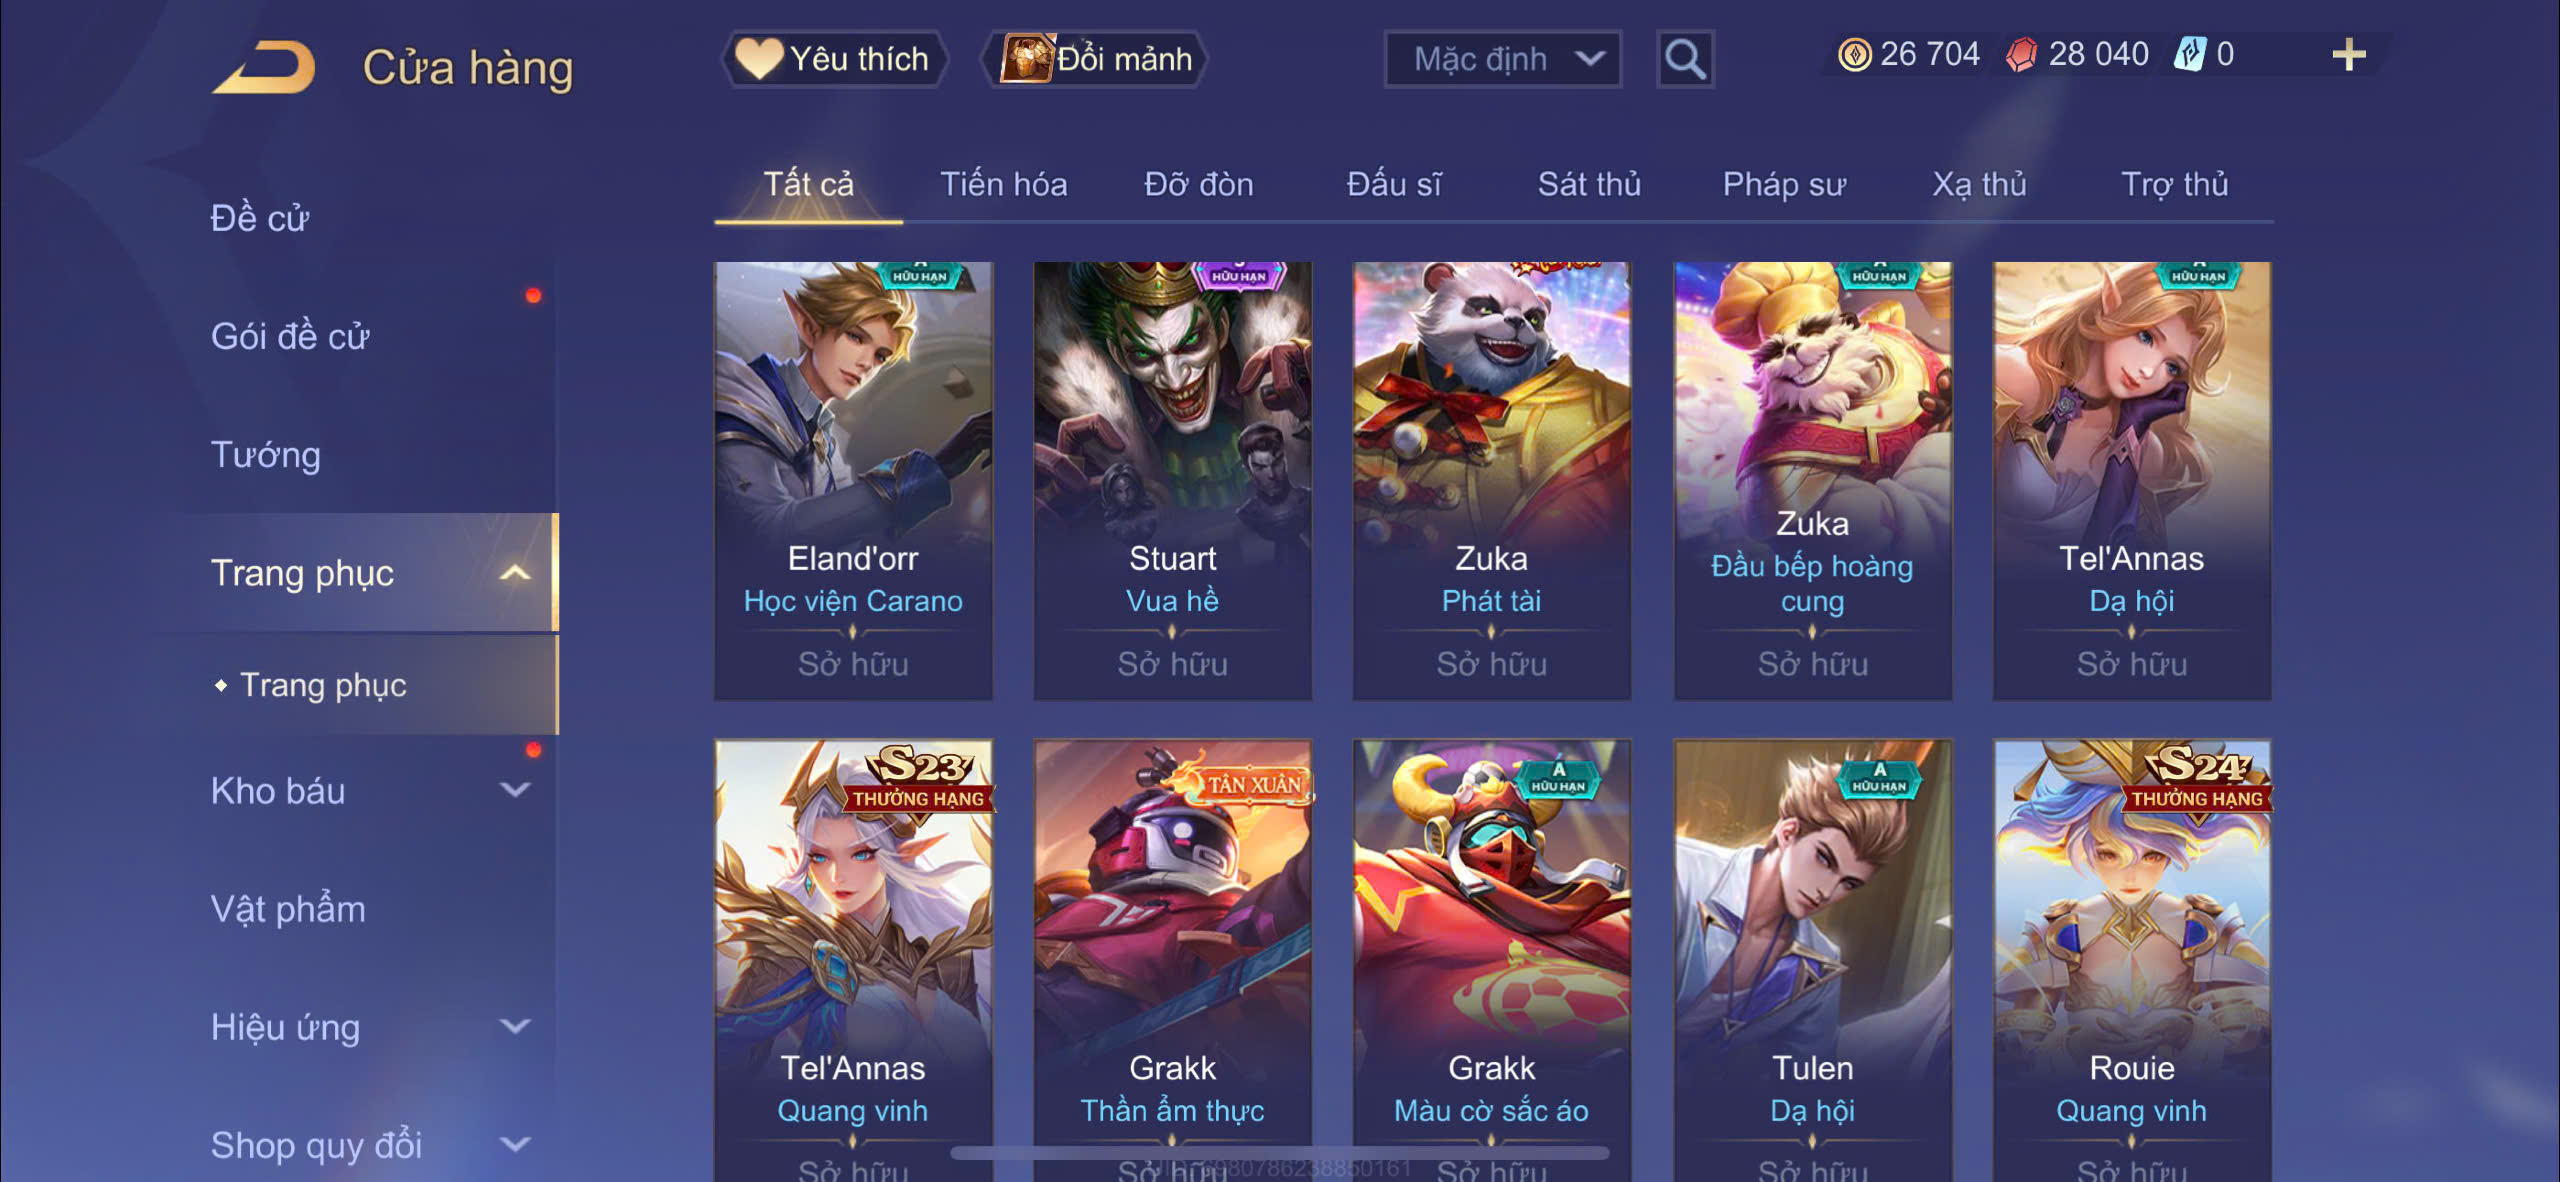 Cửa hàng
Yêu thích
Đổi mảnh
Mặc định
26 704
28 040
0
Đề cử
Gói đề cử
Tướng
Trang phục
Trang phục
Kho báu
Vật phẩm
Hiệu ứng
Shop quy đổi
Tất cả
Tiến hóa
Đỡ đòn
Đấu sĩ
Sát thủ
Pháp sư
Xạ thủ
Trợ thủ
HỮU HẠN
Eland'orr
Học viện Carano
Sở hữu
HỮU HẠN
Stuart
Vua hề
Sở hữu
Zuka
Phát tài
Sở hữu
HỮU HẠN
Zuka
Đầu bếp hoàng
cung
Sở hữu
HỮU HẠN
Tel'Annas
Dạ hội
Sở hữu
S23
THƯỞNG HẠNG
Tel'Annas
Quang vinh
Sở hữu
TÂN XUÂN
Grakk
Thần ẩm thực
Sở hữu
A
HỮU HẠN
Grakk
Màu cờ sắc áo
Sở hữu
A
HỮU HẠN
Tulen
Dạ hội
Sở hữu
S24
THƯỞNG HẠNG
Rouie
Quang vinh
Sở hữu